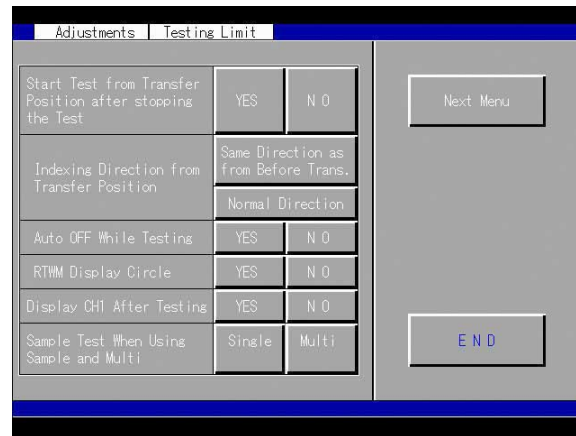 Adjustments Testing Limit
Start Test from Transfer
Position after stopping
the Test
YES
N O
Next Menu
Indexing Direction from
Transfer Position
Same Direction as
from Before Trans.
Normal Direction
Auto OFF While Testing
YES
N O
RTWM Display Circle
YES
N O
Display CH1 After Testing
YES
N O
Sample Test When Using
Sample and Multi
Single
Multi
E N D